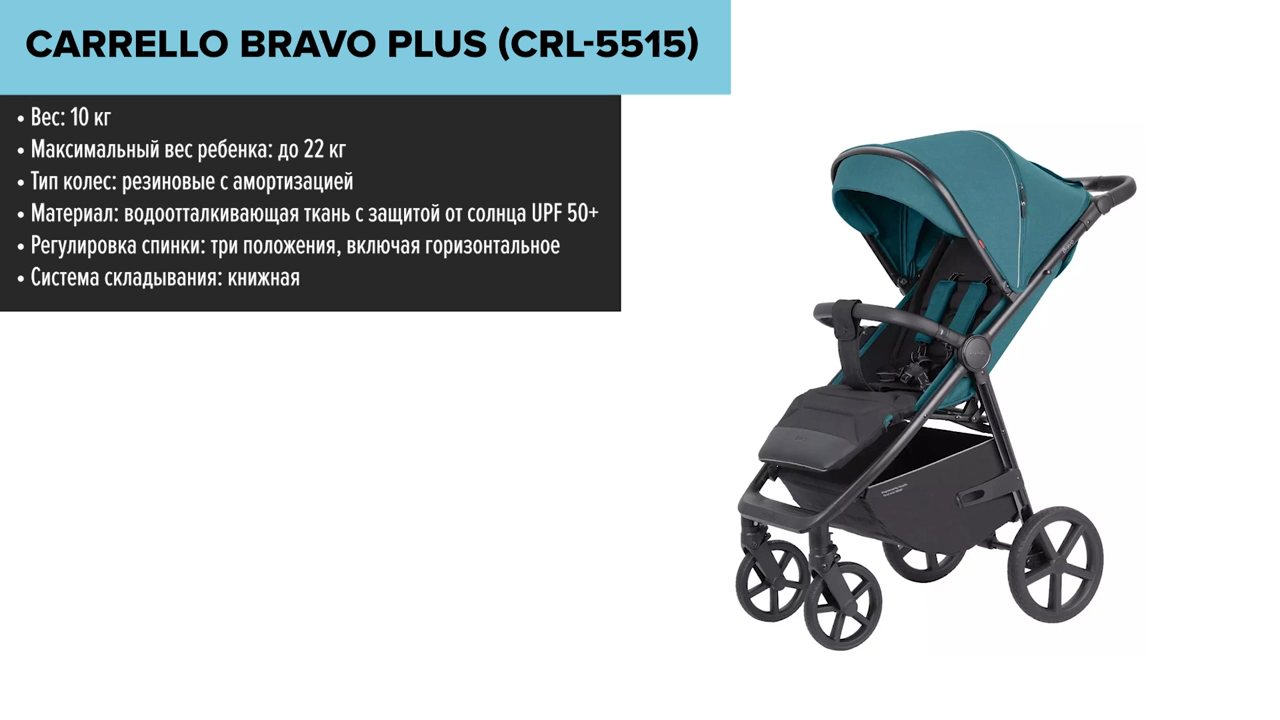 CARRELLO BRAVO PLUS (CRL-5515)
• Вес: 10 кг
• Максимальный вес ребенка: до 22 кг
• Тип колес: резиновые с амортизацией
• Материал: водоотталкивающая ткань с защитой от солнца UPF 50+
• Регулировка спинки: три положения, включая горизонтальное
• Система складывания: книжная